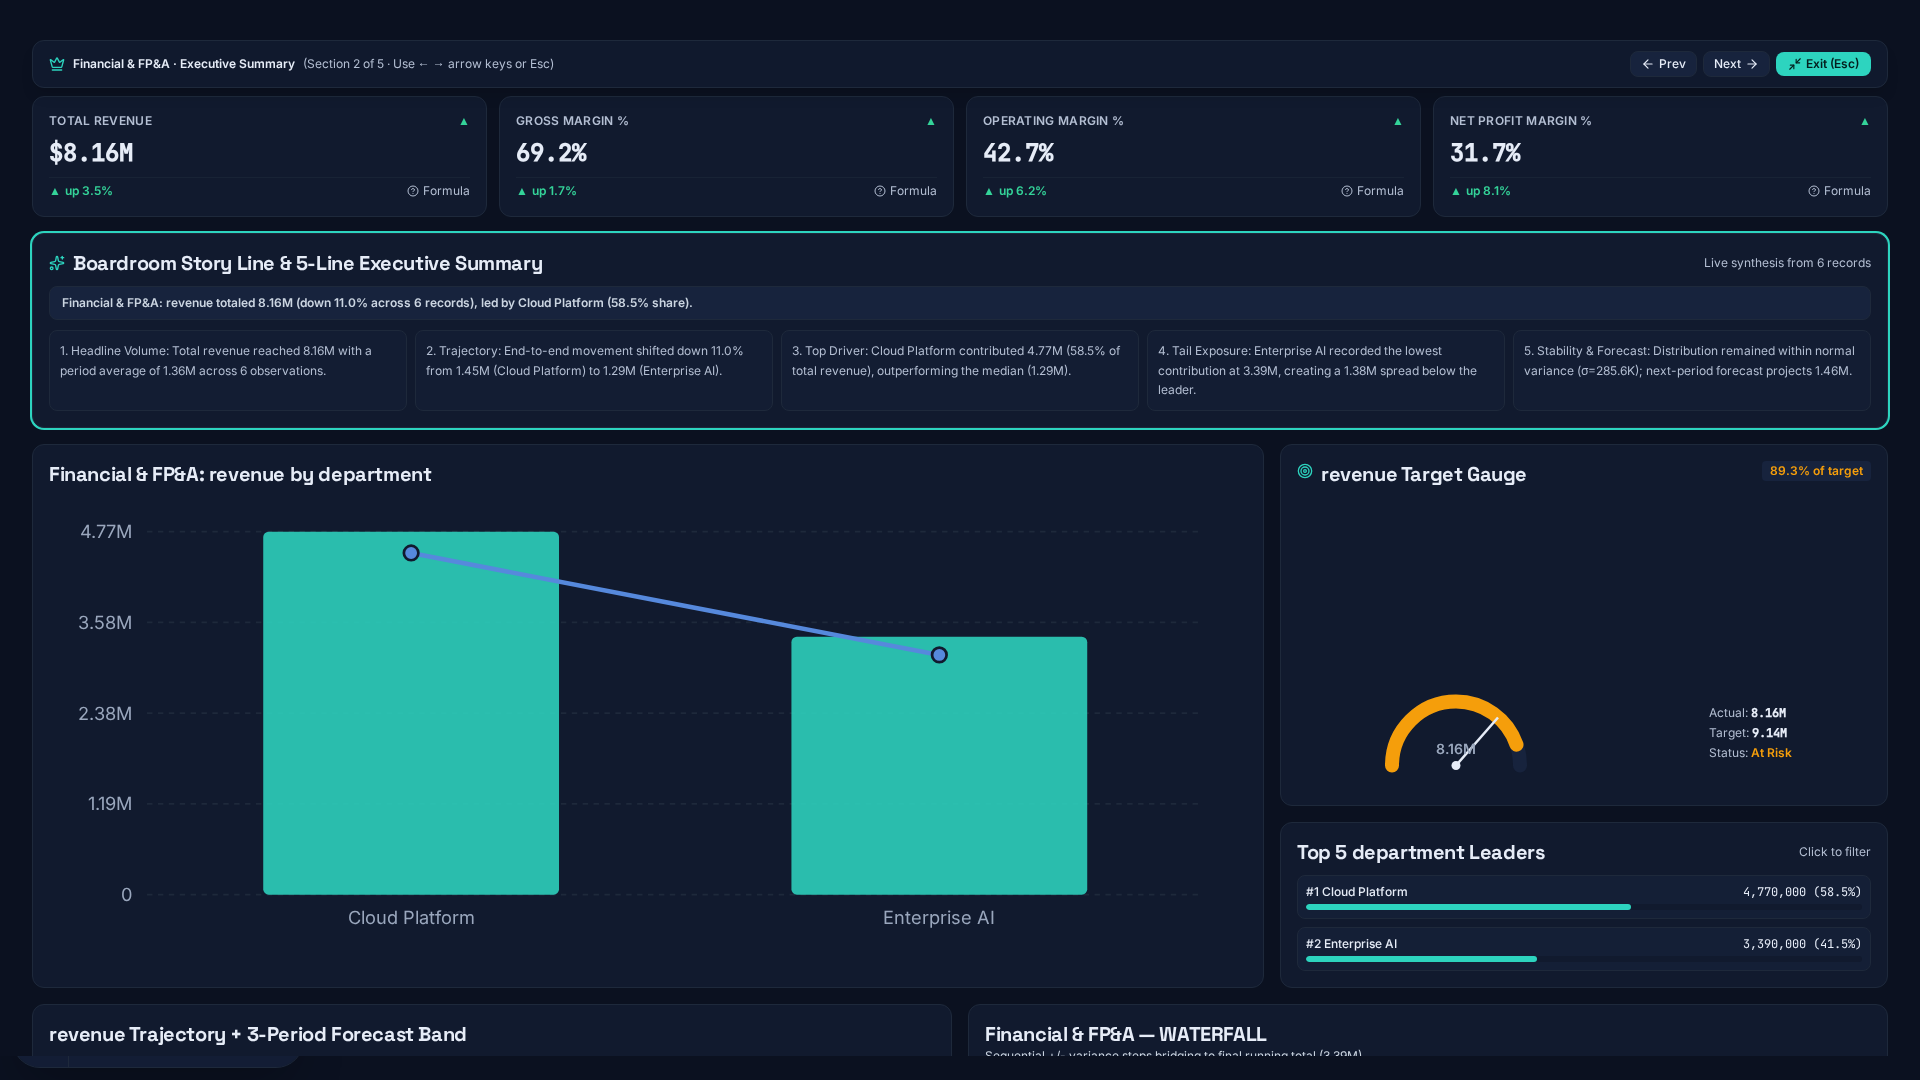 Financial & FP&A · Executive Summary (Section 2 of 5 · Use ← → arrow keys or Esc)
← Prev
Next →
Exit (Esc)
TOTAL REVENUE ▲
$8.16M
▲ up 3.5%
Formula
GROSS MARGIN % ▲
69.2%
▲ up 1.7%
Formula
OPERATING MARGIN % ▲
42.7%
▲ up 6.2%
Formula
NET PROFIT MARGIN % ▲
31.7%
▲ up 8.1%
Formula
Boardroom Story Line & 5-Line Executive Summary
Live synthesis from 6 records
Financial & FP&A: revenue totaled 8.16M (down 11.0% across 6 records), led by Cloud Platform (58.5% share).
1. Headline Volume: Total revenue reached 8.16M with a
period average of 1.36M across 6 observations.
2. Trajectory: End-to-end movement shifted down 11.0%
from 1.45M (Cloud Platform) to 1.29M (Enterprise AI).
3. Top Driver: Cloud Platform contributed 4.77M (58.5% of
total revenue), outperforming the median (1.29M).
4. Tail Exposure: Enterprise AI recorded the lowest
contribution at 3.39M, creating a 1.38M spread below the
leader.
5. Stability & Forecast: Distribution remained within normal
variance (σ=285.6K); next-period forecast projects 1.46M.
Financial & FP&A: revenue by department
4.77M
3.58M
2.38M
1.19M
0
Cloud Platform
Enterprise AI
revenue Target Gauge
89.3% of target
8.16M
Actual: 8.16M
Target: 9.14M
Status: At Risk
Top 5 department Leaders
Click to filter
#1 Cloud Platform
4,770,000 (58.5%)
#2 Enterprise AI
3,390,000 (41.5%)
revenue Trajectory + 3-Period Forecast Band
Financial & FP&A — WATERFALL
Sequential +/- variance steps bridging to final running total (3.39M)